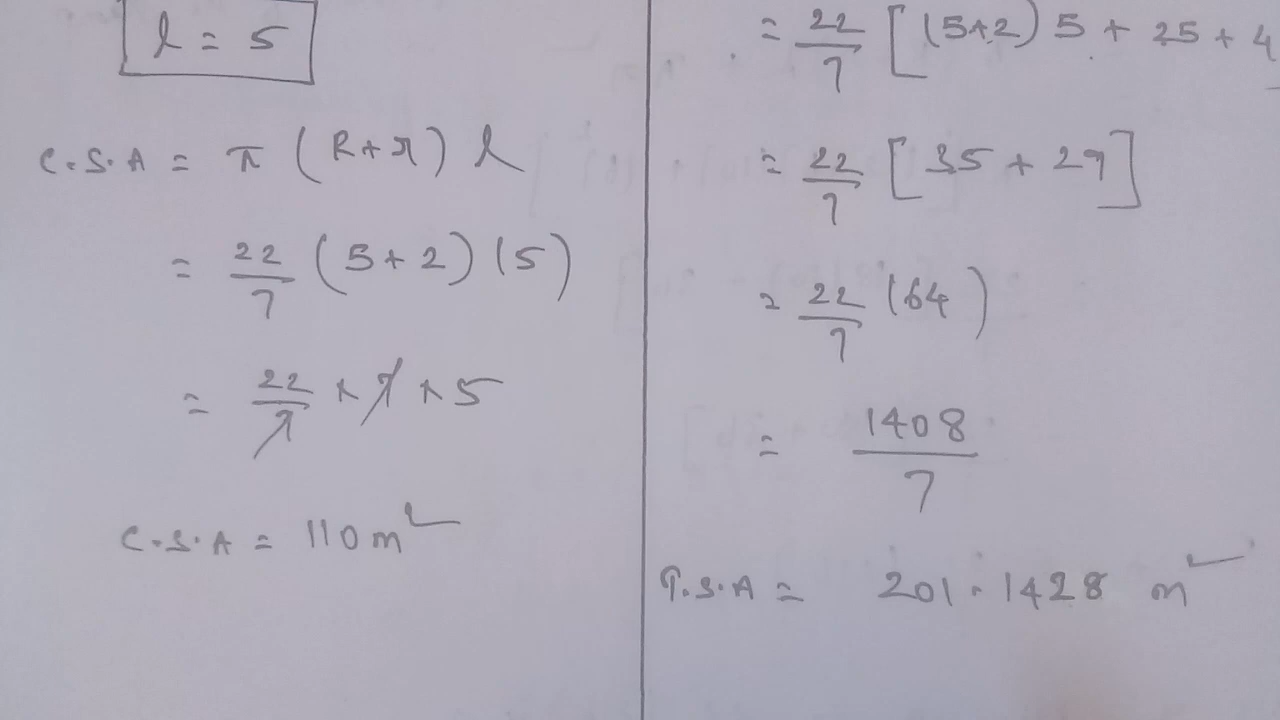 l = 5
C.S.A = π (R+r) l
= 22/7 (5+2) (5)
= 22/7 × 7 × 5
C.S.A = 110 m²
= 22/7 [(5+2) 5 + 25 + 4
= 22/7 [35 + 29]
= 22/7 (64)
= 1408/7
T.S.A = 201.1428 m²